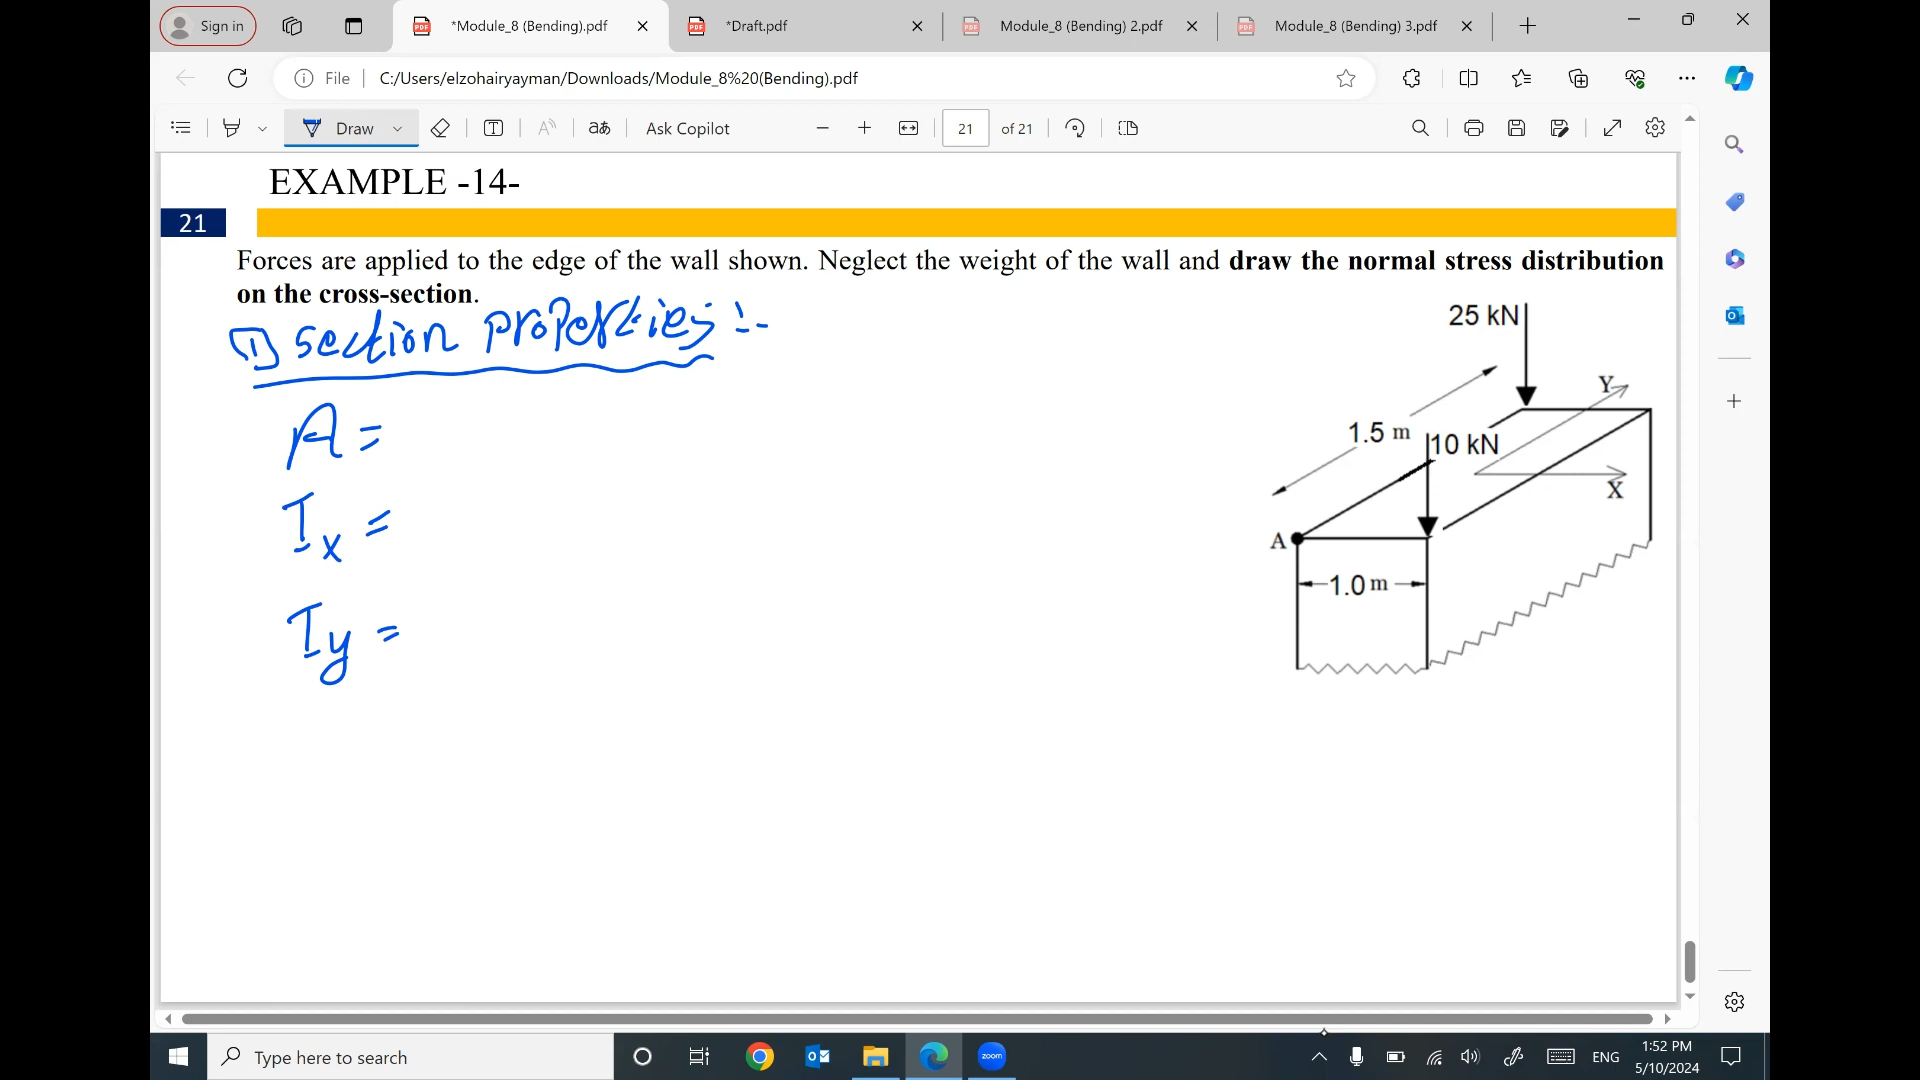 Sign in
*Module_8 (Bending).pdf
*Draft.pdf
Module_8 (Bending) 2.pdf
Module_8 (Bending) 3.pdf
File
C:/Users/elzohairyayman/Downloads/Module_8%20(Bending).pdf
Draw
aあ
Ask Copilot
21 of 21
EXAMPLE -14-
21
Forces are applied to the edge of the wall shown. Neglect the weight of the wall and draw the normal stress distribution
on the cross-section.
① section properties :-
A =
Ix =
Iy =
25 kN
Y
1.5 m
10 kN
X
A
1.0 m
Type here to search
zoom
ENG
1:52 PM
5/10/2024